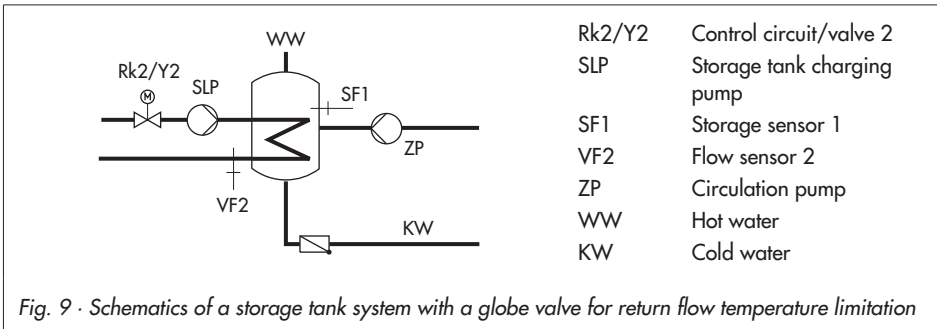 WW
Rk2/Y2
M
SLP
SF1
ZP
VF2
KW
Rk2/Y2 Control circuit/valve 2
SLP Storage tank charging
pump
SF1 Storage sensor 1
VF2 Flow sensor 2
ZP Circulation pump
WW Hot water
KW Cold water
Fig. 9 · Schematics of a storage tank system with a globe valve for return flow temperature limitation